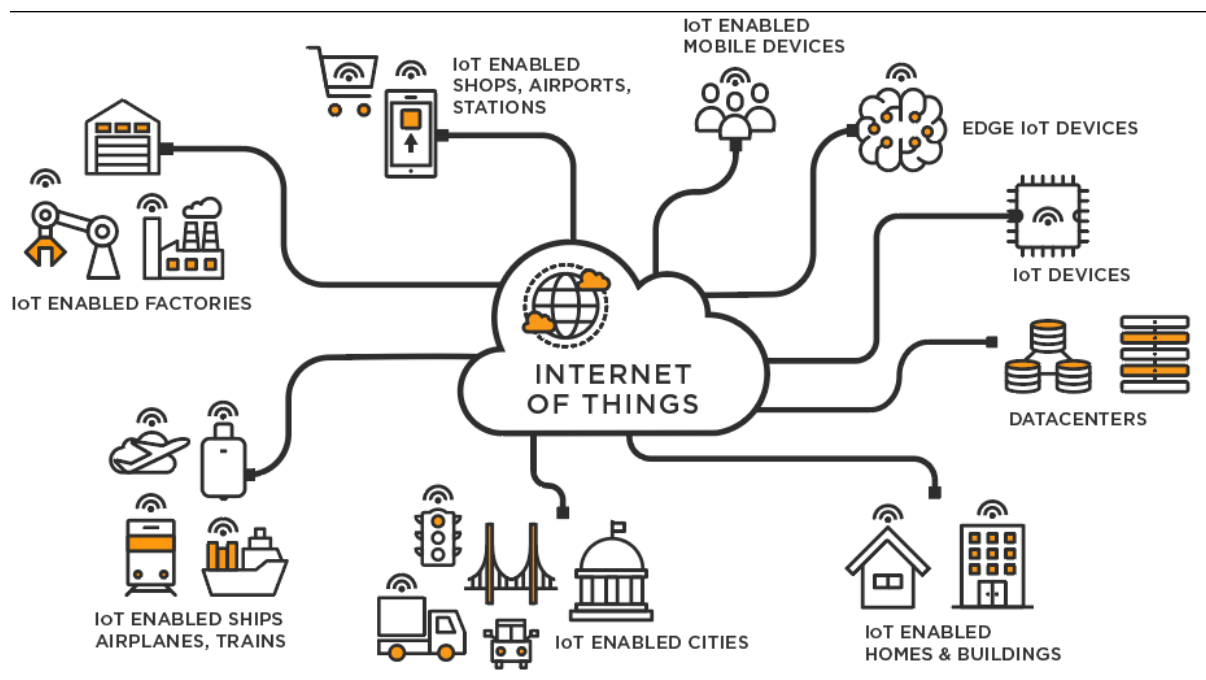 IoT ENABLED
MOBILE DEVICES
IoT ENABLED
SHOPS, AIRPORTS,
STATIONS
EDGE IoT DEVICES
IoT DEVICES
IoT ENABLED FACTORIES
INTERNET
OF THINGS
DATACENTERS
IoT ENABLED SHIPS
AIRPLANES, TRAINS
IoT ENABLED CITIES
IoT ENABLED
HOMES & BUILDINGS